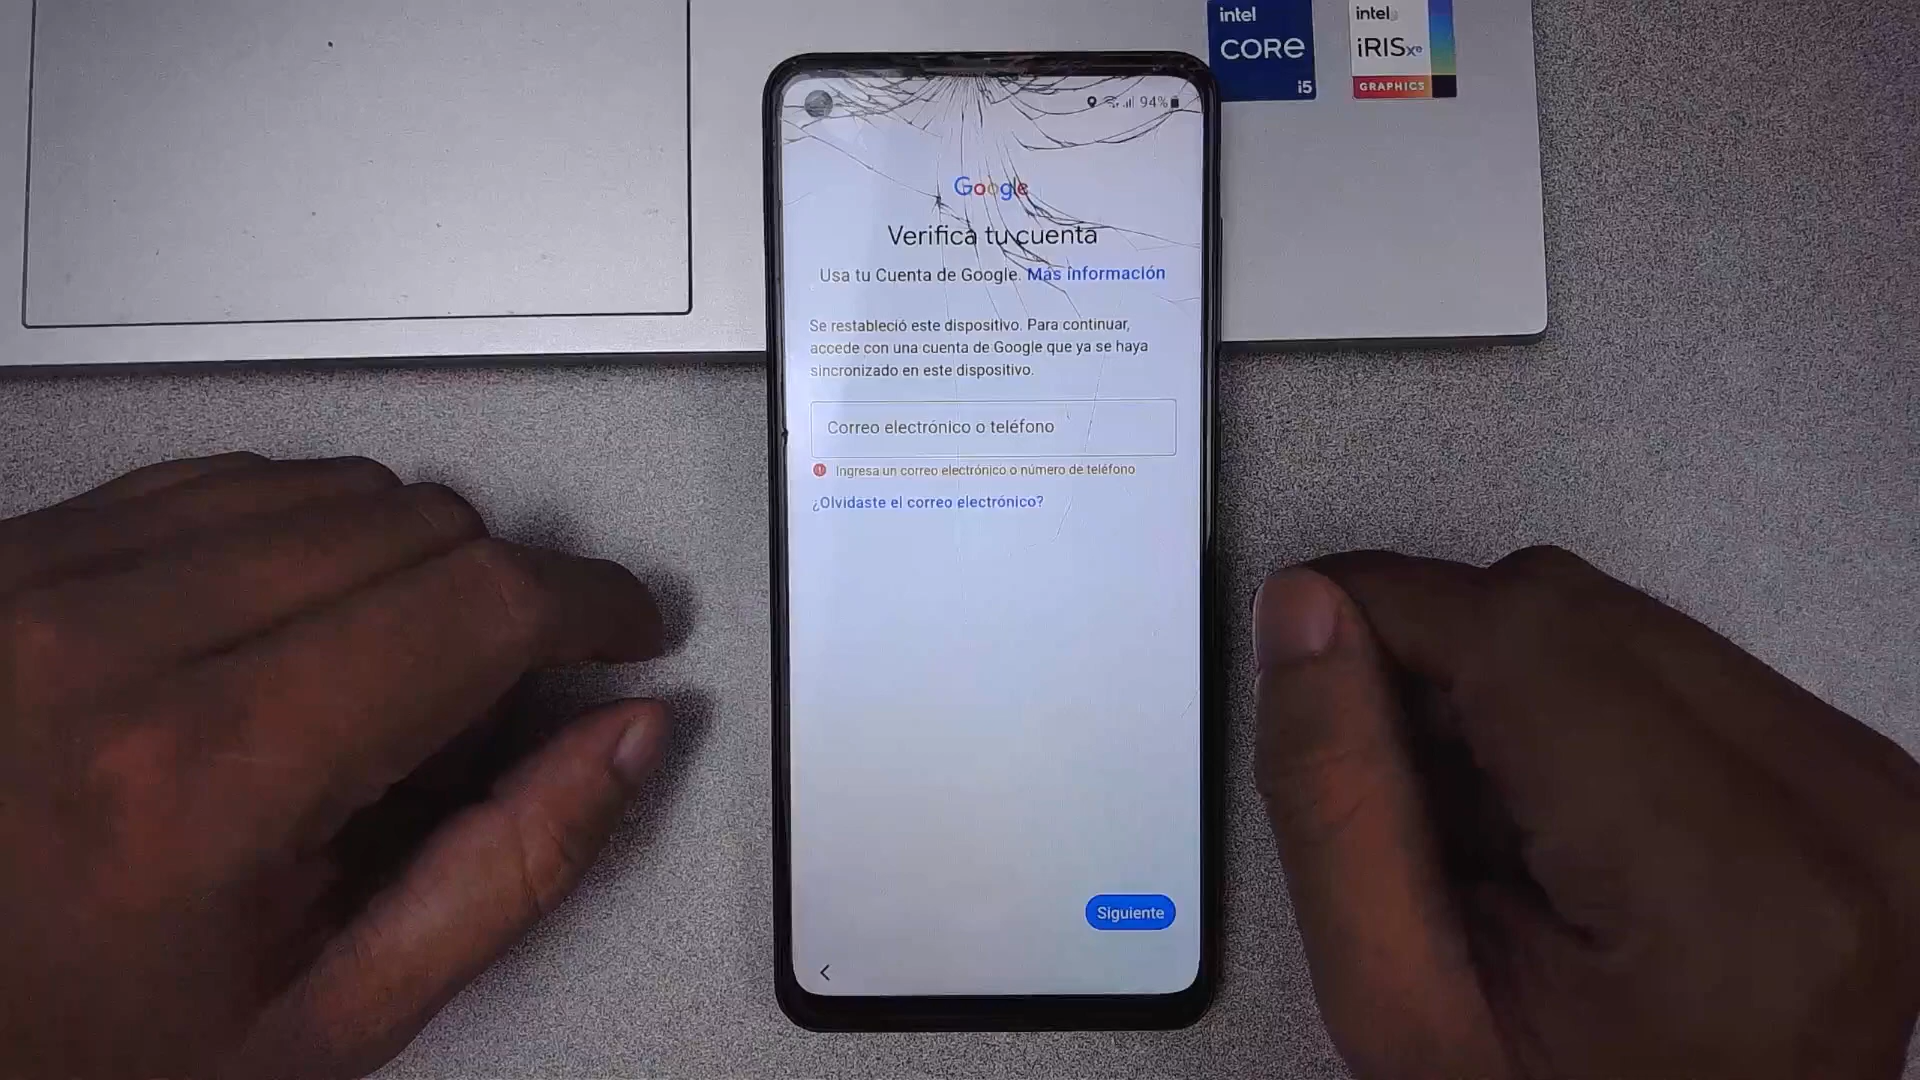 intel
CORE
i5
intel
iRISxe
GRAPHICS
94%
Google
Verifica tu cuenta
Usa tu Cuenta de Google. Más información
Se restableció este dispositivo. Para continuar,
accede con una cuenta de Google que ya se haya
sincronizado en este dispositivo.
Correo electrónico o teléfono
Ingresa un correo electrónico o número de teléfono
¿Olvidaste el correo electrónico?
Siguiente